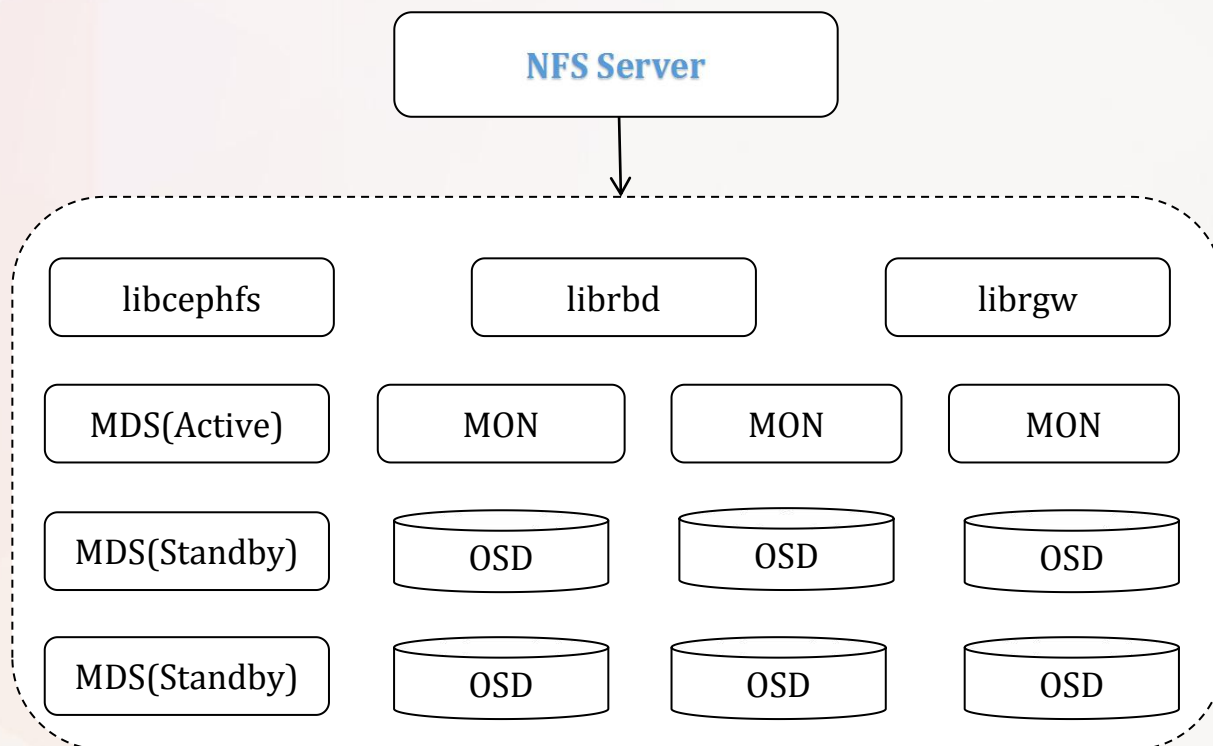 NFS Server
libcephfs librbd librgw
MDS(Active) MON MON MON
MDS(Standby) OSD OSD OSD
MDS(Standby) OSD OSD OSD